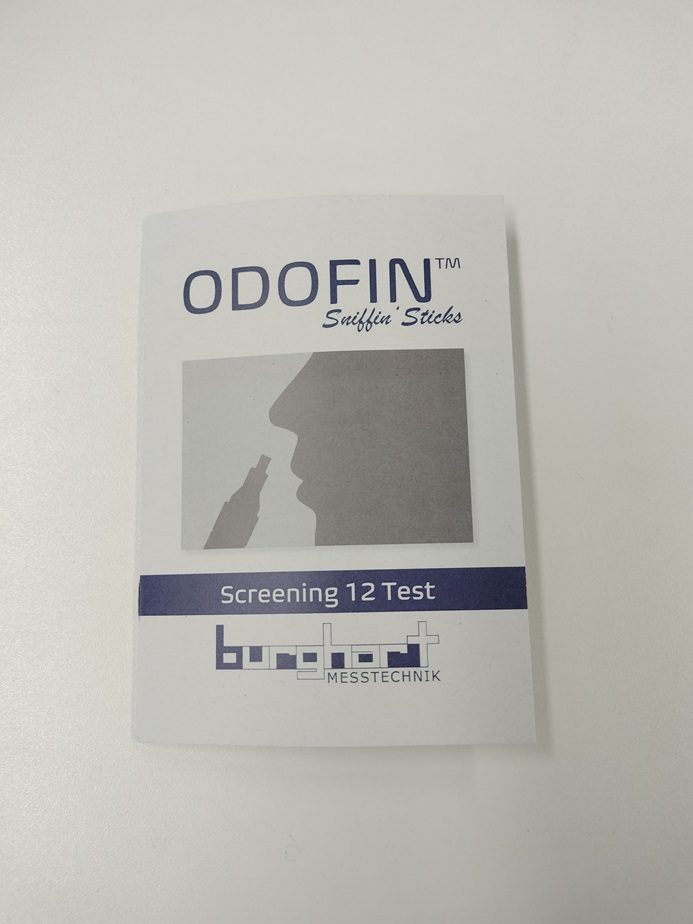 ODOFIN™
Sniffin' Sticks
Screening 12 Test
burghart
MESSTECHNIK